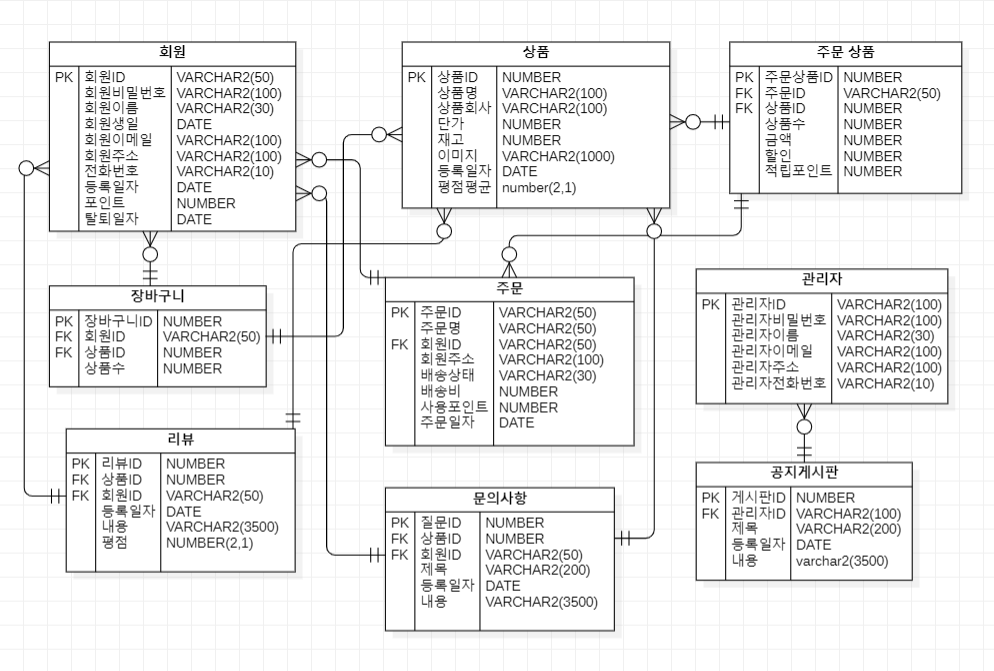 회원
PK 회원ID VARCHAR2(50)
회원비밀번호 VARCHAR2(100)
회원이름 VARCHAR2(30)
회원생일 DATE
회원이메일 VARCHAR2(100)
회원주소 VARCHAR2(100)
전화번호 VARCHAR2(10)
등록일자 DATE
포인트 NUMBER
탈퇴일자 DATE
상품
PK 상품ID NUMBER
상품명 VARCHAR2(100)
상품회사 VARCHAR2(100)
단가 NUMBER
재고 NUMBER
이미지 VARCHAR2(1000)
등록일자 DATE
평점평균 number(2,1)
주문 상품
PK 주문상품ID NUMBER
FK 주문ID VARCHAR2(50)
FK 상품ID NUMBER
상품수 NUMBER
금액 NUMBER
할인 NUMBER
적립포인트 NUMBER
장바구니
PK 장바구니ID NUMBER
FK 회원ID VARCHAR2(50)
FK 상품ID NUMBER
상품수 NUMBER
주문
PK 주문ID VARCHAR2(50)
주문명 VARCHAR2(50)
FK 회원ID VARCHAR2(50)
회원주소 VARCHAR2(100)
배송상태 VARCHAR2(30)
배송비 NUMBER
사용포인트 NUMBER
주문일자 DATE
관리자
PK 관리자ID VARCHAR2(100)
관리자비밀번호 VARCHAR2(100)
관리자이름 VARCHAR2(30)
관리자이메일 VARCHAR2(100)
관리자주소 VARCHAR2(100)
관리자전화번호 VARCHAR2(10)
리뷰
PK 리뷰ID NUMBER
FK 상품ID NUMBER
FK 회원ID VARCHAR2(50)
등록일자 DATE
내용 VARCHAR2(3500)
평점 NUMBER(2,1)
문의사항
PK 질문ID NUMBER
FK 상품ID NUMBER
FK 회원ID VARCHAR2(50)
제목 VARCHAR2(200)
등록일자 DATE
내용 VARCHAR2(3500)
공지게시판
PK 게시판ID NUMBER
FK 관리자ID VARCHAR2(100)
제목 VARCHAR2(200)
등록일자 DATE
내용 varchar2(3500)